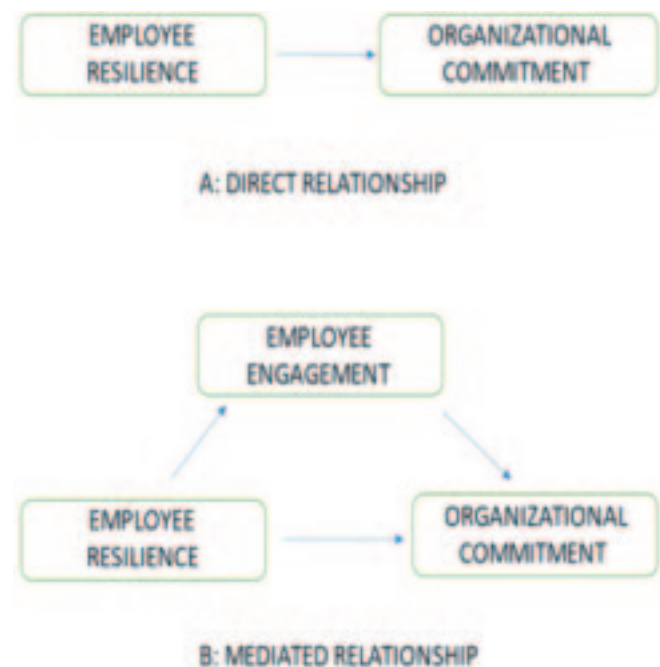 EMPLOYEE
RESILIENCE
ORGANIZATIONAL
COMMITMENT
A: DIRECT RELATIONSHIP
EMPLOYEE
ENGAGEMENT
EMPLOYEE
RESILIENCE
ORGANIZATIONAL
COMMITMENT
B: MEDIATED RELATIONSHIP